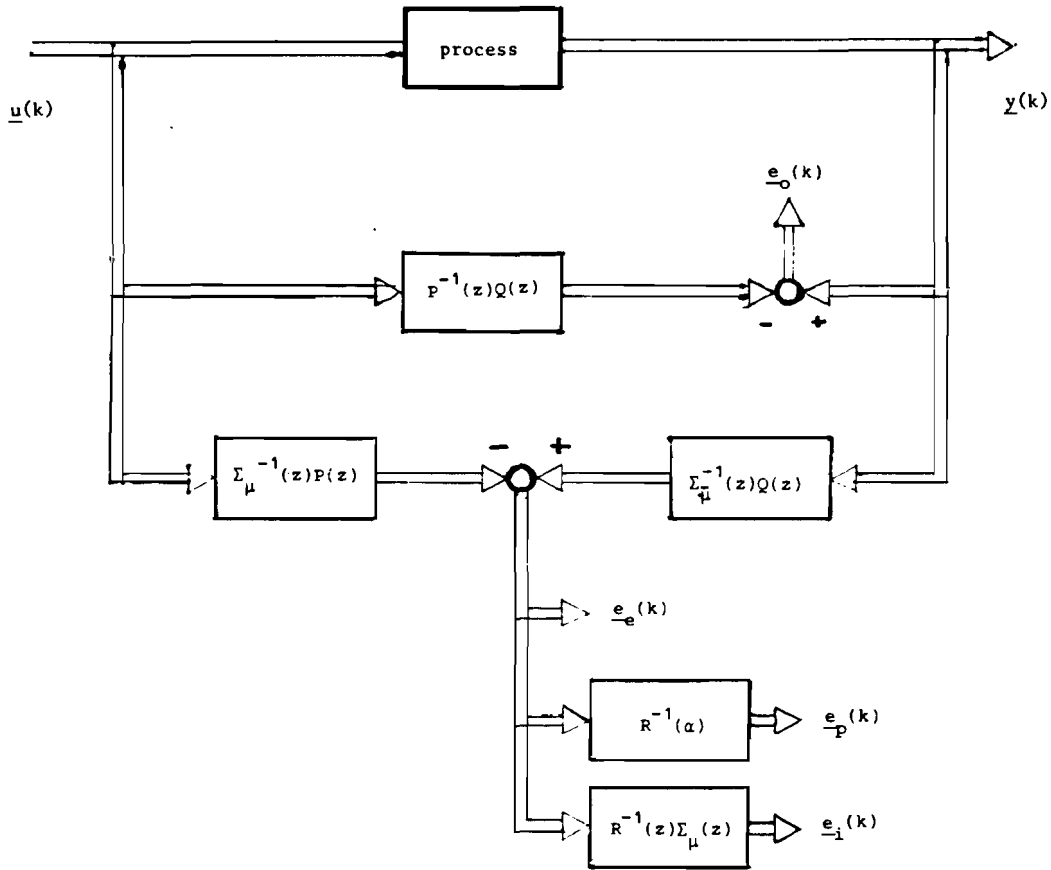 process
u(k)
y(k)
e_o(k)
P^{-1}(z)Q(z)
- +
- +
Σ_μ^{-1}(z)P(z)
Σ_μ^{-1}(z)Q(z)
e_e(k)
R^{-1}(α)
e_p(k)
R^{-1}(z)Σ_μ(z)
e_i(k)